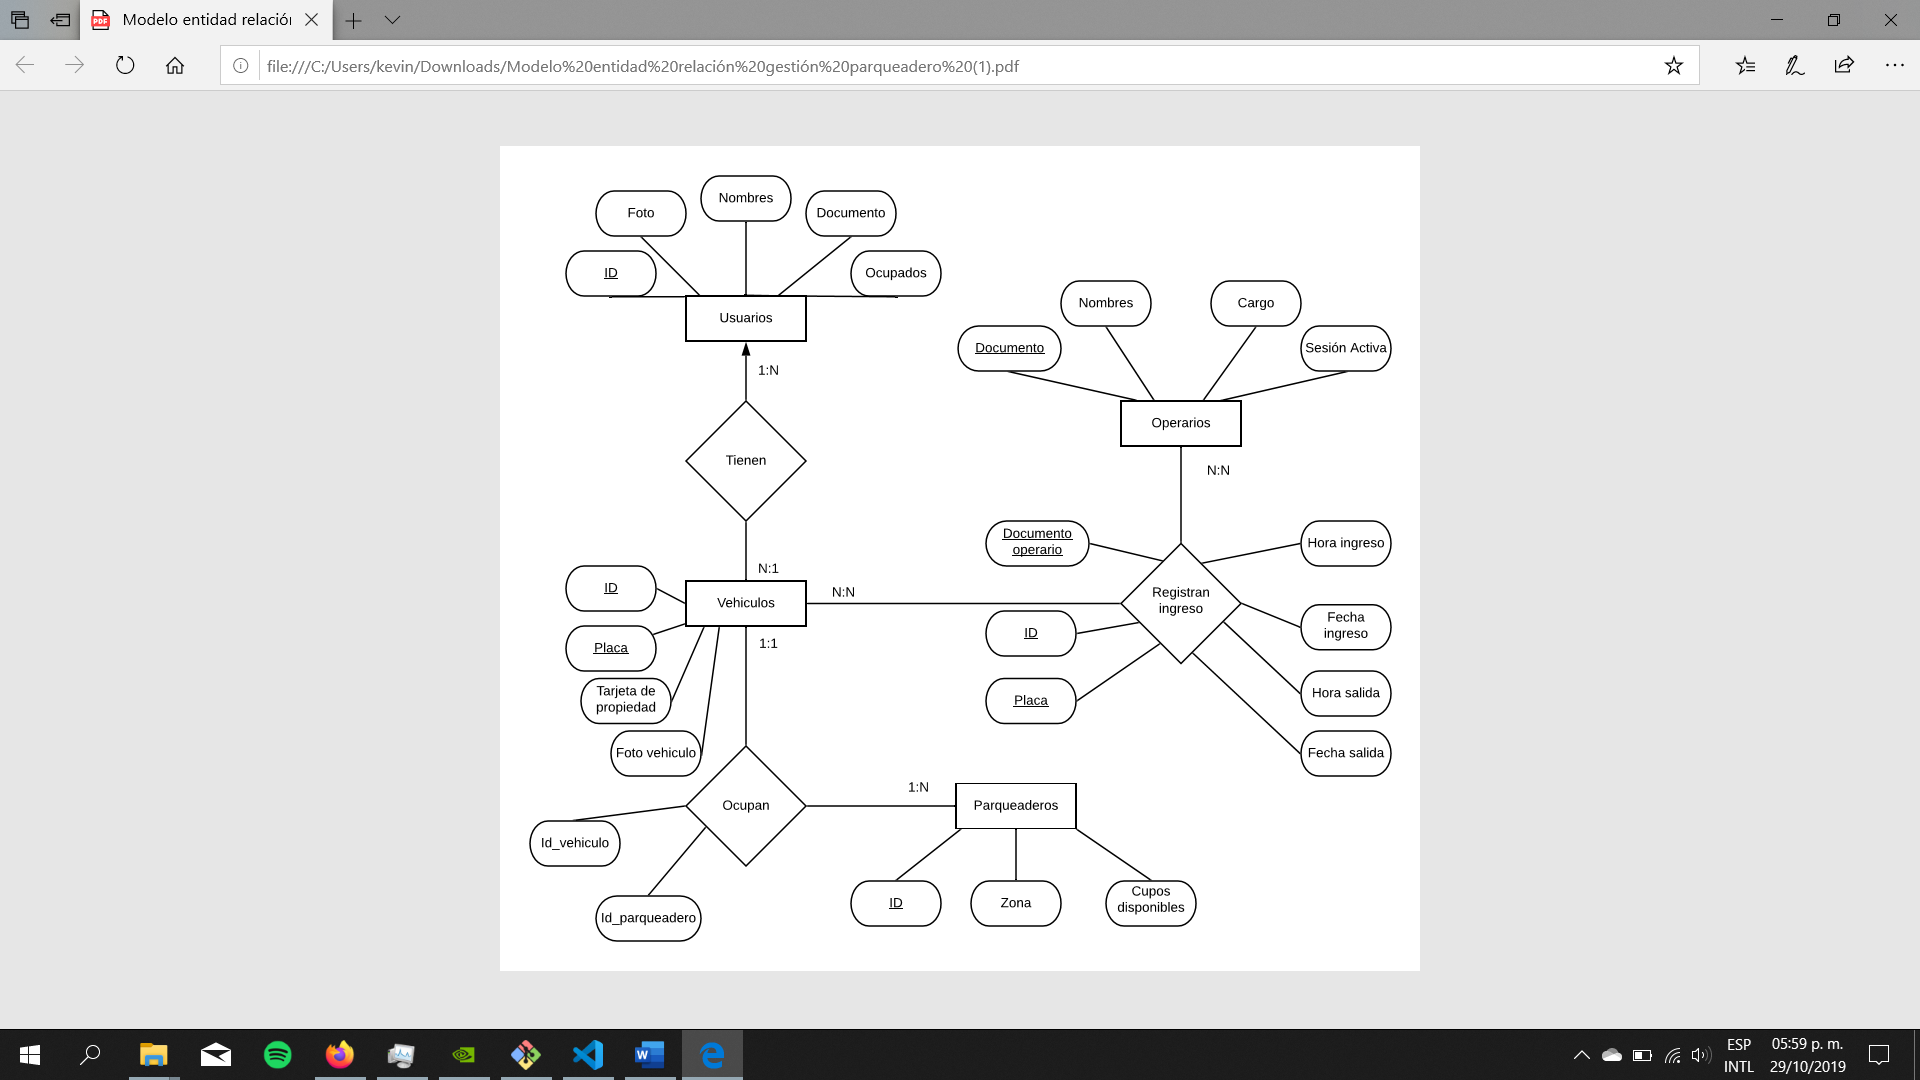 Modelo entidad relació
file:///C:/Users/kevin/Downloads/Modelo%20entidad%20relación%20gestión%20parqueadero%20(1).pdf
Nombres
Foto
Documento
ID
Ocupados
Usuarios
Nombres
Cargo
Documento
Sesión Activa
1:N
Operarios
Tienen
N:N
Documento
operario
Hora ingreso
N:1
ID
Vehiculos
N:N
Registran
ingreso
Fecha
ingreso
ID
Placa
1:1
Tarjeta de
propiedad
Placa
Hora salida
Foto vehiculo
Fecha salida
1:N
Ocupan
Parqueaderos
Id_vehiculo
ID
Zona
Cupos
disponibles
Id_parqueadero
ESP
INTL
05:59 p. m.
29/10/2019